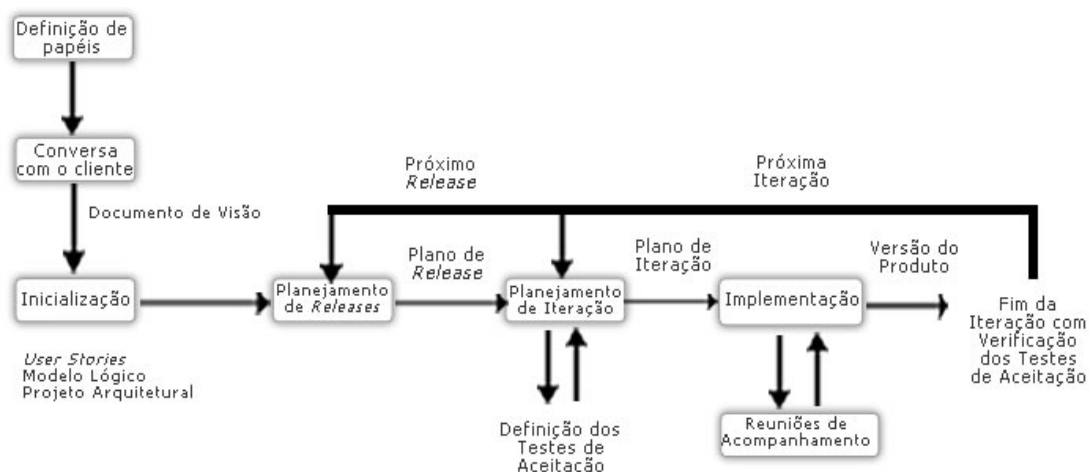 Definição de
papéis
Conversa
com o cliente
Documento de Visão
Inicialização
User Stories
Modelo Lógico
Projeto Arquitetural
Próximo
Release
Próxima
Iteração
Planejamento
de Releases
Plano de
Release
Planejamento
de Iteração
Plano de
Iteração
Implementação
Versão do
Produto
Fim da
Iteração com
Verificação
dos Testes
de Aceitação
Definição dos
Testes de
Aceitação
Reuniões de
Acompanhamento